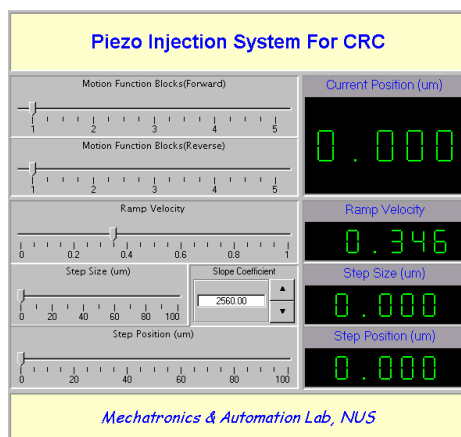 Piezo Injection System For CRC
Motion Function Blocks(Forward)
1 2 3 4 5
Motion Function Blocks(Reverse)
1 2 3 4 5
Current Position (um)
0.000
Ramp Velocity
0 0.2 0.4 0.6 0.8 1
Ramp Velocity
0.346
Step Size (um)
0 20 40 60 80 100
Slope Coefficient
2560.00
Step Size (um)
0.000
Step Position (um)
0 20 40 60 80 100
Step Position (um)
0.000
Mechatronics & Automation Lab, NUS